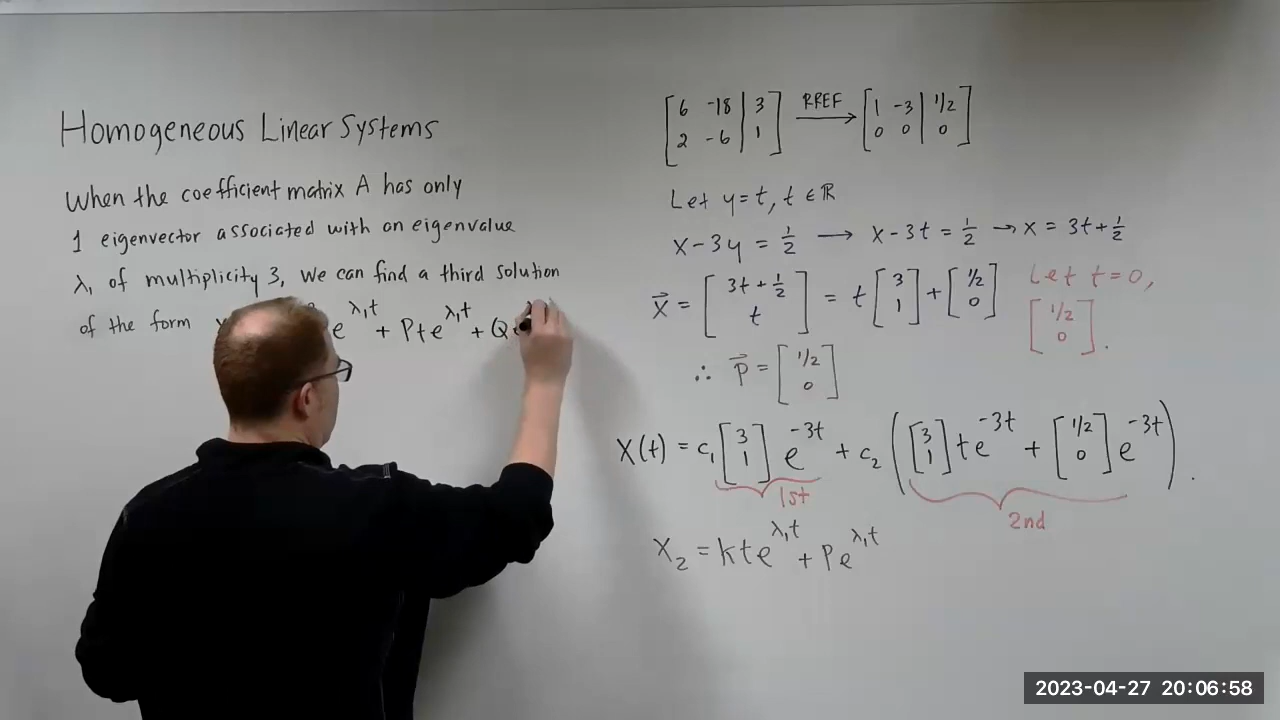 Homogeneous Linear Systems
When the coefficient matrix A has only
1 eigenvector associated with an eigenvalue
λ₁ of multiplicity 3, we can find a third solution
of the form e^{λ₁t} + Pte^{λ₁t} + Q
[6 -18 | 3] RREF→ [1 -3 | 1/2]
[2 -6 | 1] [0 0 | 0]
Let y = t, t ∈ ℝ
x - 3y = 1/2 → x - 3t = 1/2 → x = 3t + 1/2
x⃗ = [3t + 1/2; t] = t[3; 1] + [1/2; 0] Let t = 0,
[1/2; 0].
∴ p⃗ = [1/2; 0]
X(t) = c₁[3; 1]e^{-3t} + c₂([3; 1]te^{-3t} + [1/2; 0]e^{-3t}).
1st
2nd
X₂ = kte^{λ₁t} + Pe^{λ₁t}
2023-04-27 20:06:58